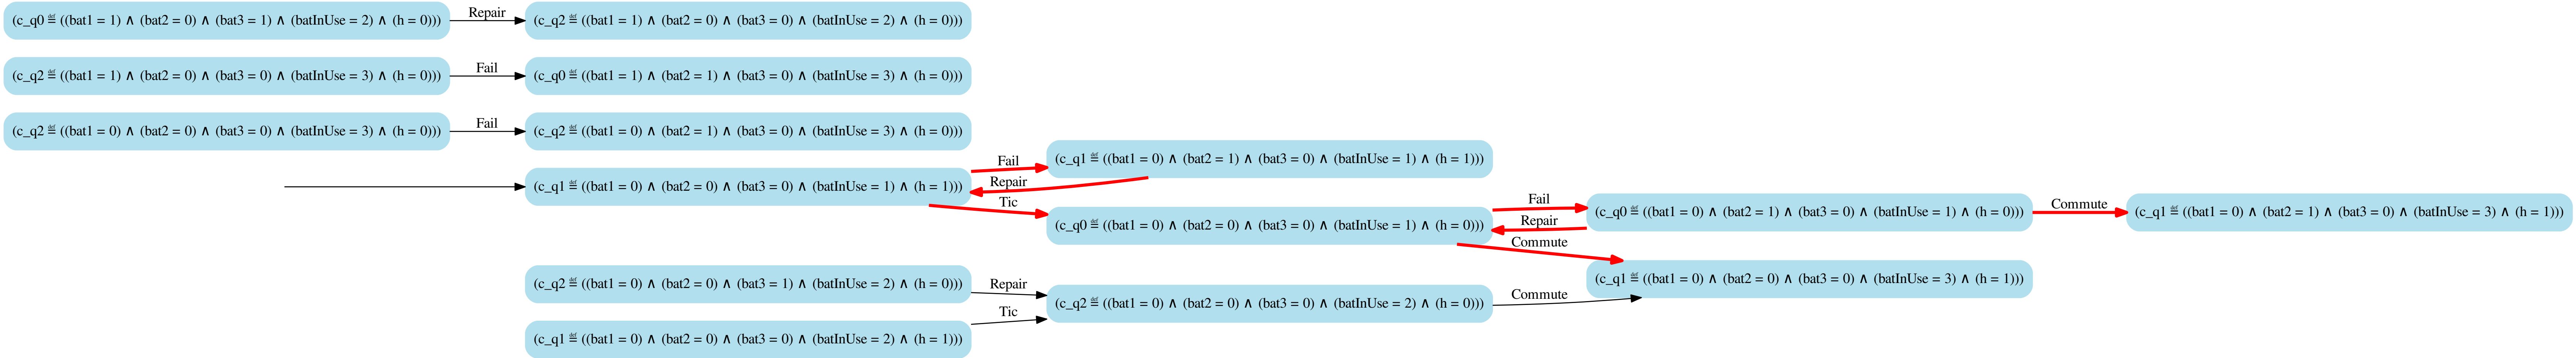 (c_q0 ≝ ((bat1 = 1) ∧ (bat2 = 0) ∧ (bat3 = 1) ∧ (batInUse = 2) ∧ (h = 0)))
Repair
(c_q2 ≝ ((bat1 = 1) ∧ (bat2 = 0) ∧ (bat3 = 0) ∧ (batInUse = 2) ∧ (h = 0)))
(c_q2 ≝ ((bat1 = 1) ∧ (bat2 = 0) ∧ (bat3 = 0) ∧ (batInUse = 3) ∧ (h = 0)))
Fail
(c_q0 ≝ ((bat1 = 1) ∧ (bat2 = 1) ∧ (bat3 = 0) ∧ (batInUse = 3) ∧ (h = 0)))
(c_q2 ≝ ((bat1 = 0) ∧ (bat2 = 0) ∧ (bat3 = 0) ∧ (batInUse = 3) ∧ (h = 0)))
Fail
(c_q2 ≝ ((bat1 = 0) ∧ (bat2 = 1) ∧ (bat3 = 0) ∧ (batInUse = 3) ∧ (h = 0)))
(c_q1 ≝ ((bat1 = 0) ∧ (bat2 = 0) ∧ (bat3 = 0) ∧ (batInUse = 1) ∧ (h = 1)))
Fail
(c_q1 ≝ ((bat1 = 0) ∧ (bat2 = 1) ∧ (bat3 = 0) ∧ (batInUse = 1) ∧ (h = 1)))
Repair
Tic
(c_q0 ≝ ((bat1 = 0) ∧ (bat2 = 0) ∧ (bat3 = 0) ∧ (batInUse = 1) ∧ (h = 0)))
Fail
(c_q0 ≝ ((bat1 = 0) ∧ (bat2 = 1) ∧ (bat3 = 0) ∧ (batInUse = 1) ∧ (h = 0)))
Commute
(c_q1 ≝ ((bat1 = 0) ∧ (bat2 = 1) ∧ (bat3 = 0) ∧ (batInUse = 3) ∧ (h = 1)))
Repair
Commute
(c_q1 ≝ ((bat1 = 0) ∧ (bat2 = 0) ∧ (bat3 = 0) ∧ (batInUse = 3) ∧ (h = 1)))
(c_q2 ≝ ((bat1 = 0) ∧ (bat2 = 0) ∧ (bat3 = 1) ∧ (batInUse = 2) ∧ (h = 0)))
Repair
(c_q2 ≝ ((bat1 = 0) ∧ (bat2 = 0) ∧ (bat3 = 0) ∧ (batInUse = 2) ∧ (h = 0)))
Commute
Tic
(c_q1 ≝ ((bat1 = 0) ∧ (bat2 = 0) ∧ (bat3 = 0) ∧ (batInUse = 2) ∧ (h = 1)))